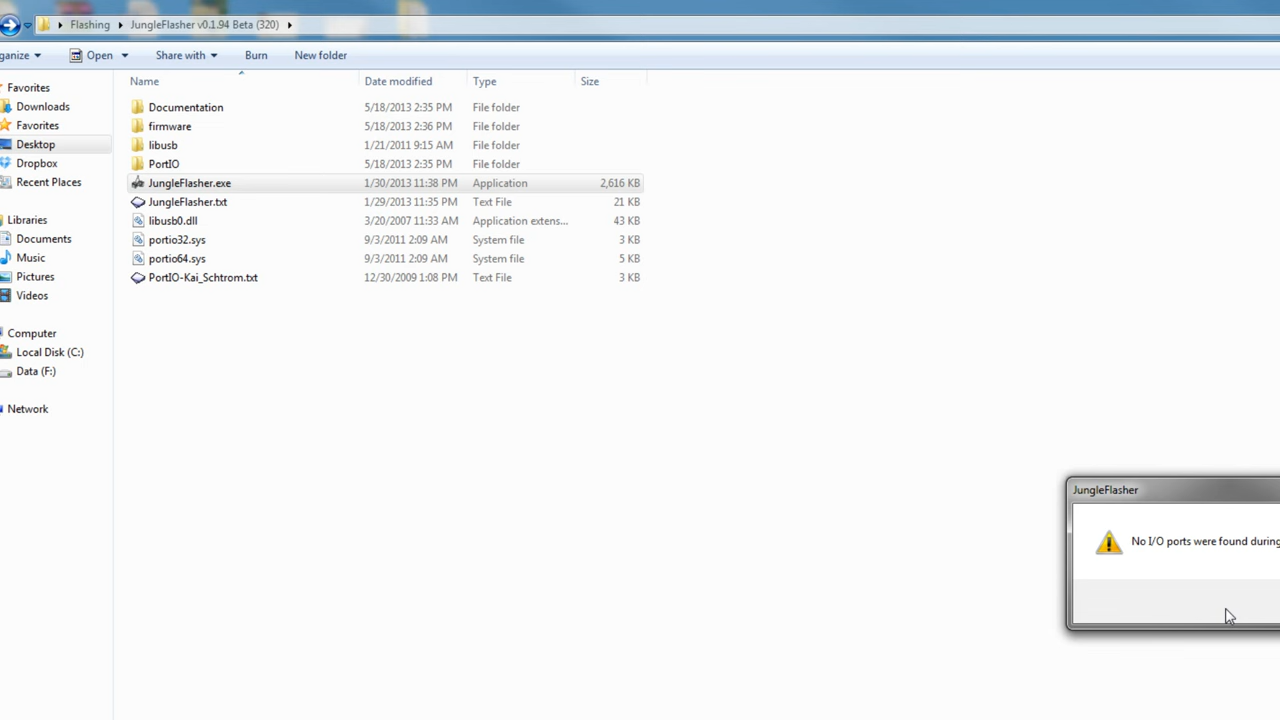 Flashing JungleFlasher v0.1.94 Beta (320)
ganize Open Share with Burn New folder
Name Date modified Type Size
Favorites
Downloads
Favorites
Desktop
Dropbox
Recent Places
Libraries
Documents
Music
Pictures
Videos
Computer
Local Disk (C:)
Data (F:)
Network
Documentation 5/18/2013 2:35 PM File folder
firmware 5/18/2013 2:36 PM File folder
libusb 1/21/2011 9:15 AM File folder
PortIO 5/18/2013 2:35 PM File folder
JungleFlasher.exe 1/30/2013 11:38 PM Application 2,616 KB
JungleFlasher.txt 1/29/2013 11:35 PM Text File 21 KB
libusb0.dll 3/20/2007 11:33 AM Application extens... 43 KB
portio32.sys 9/3/2011 2:09 AM System file 3 KB
portio64.sys 9/3/2011 2:09 AM System file 5 KB
PortIO-Kai_Schtrom.txt 12/30/2009 1:08 PM Text File 3 KB
JungleFlasher
No I/O ports were found during